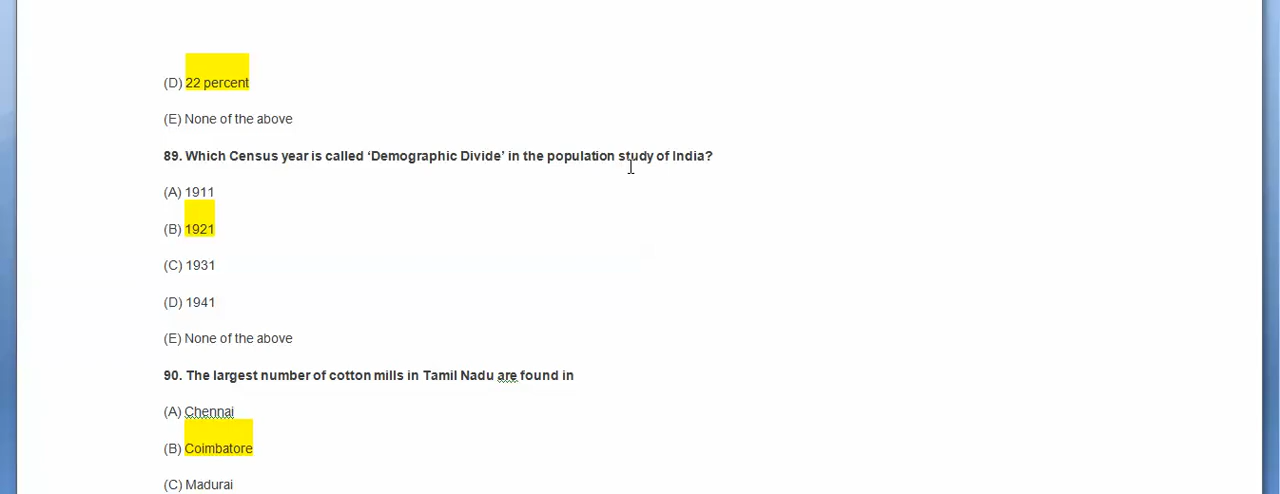 (D) 22 percent
(E) None of the above
89. Which Census year is called ‘Demographic Divide’ in the population study of India?
(A) 1911
(B) 1921
(C) 1931
(D) 1941
(E) None of the above
90. The largest number of cotton mills in Tamil Nadu are found in
(A) Chennai
(B) Coimbatore
(C) Madurai